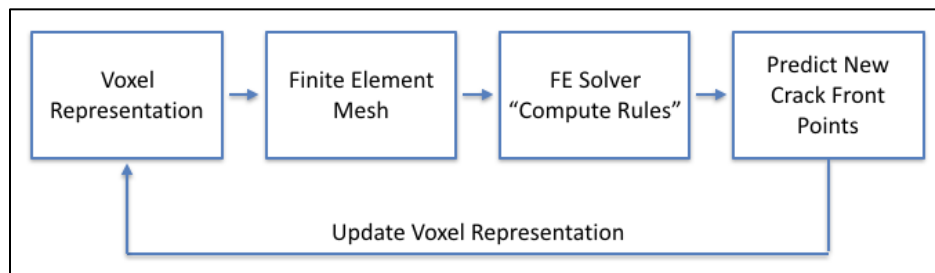 Voxel
Representation
Finite Element
Mesh
FE Solver
“Compute Rules”
Predict New
Crack Front
Points
Update Voxel Representation